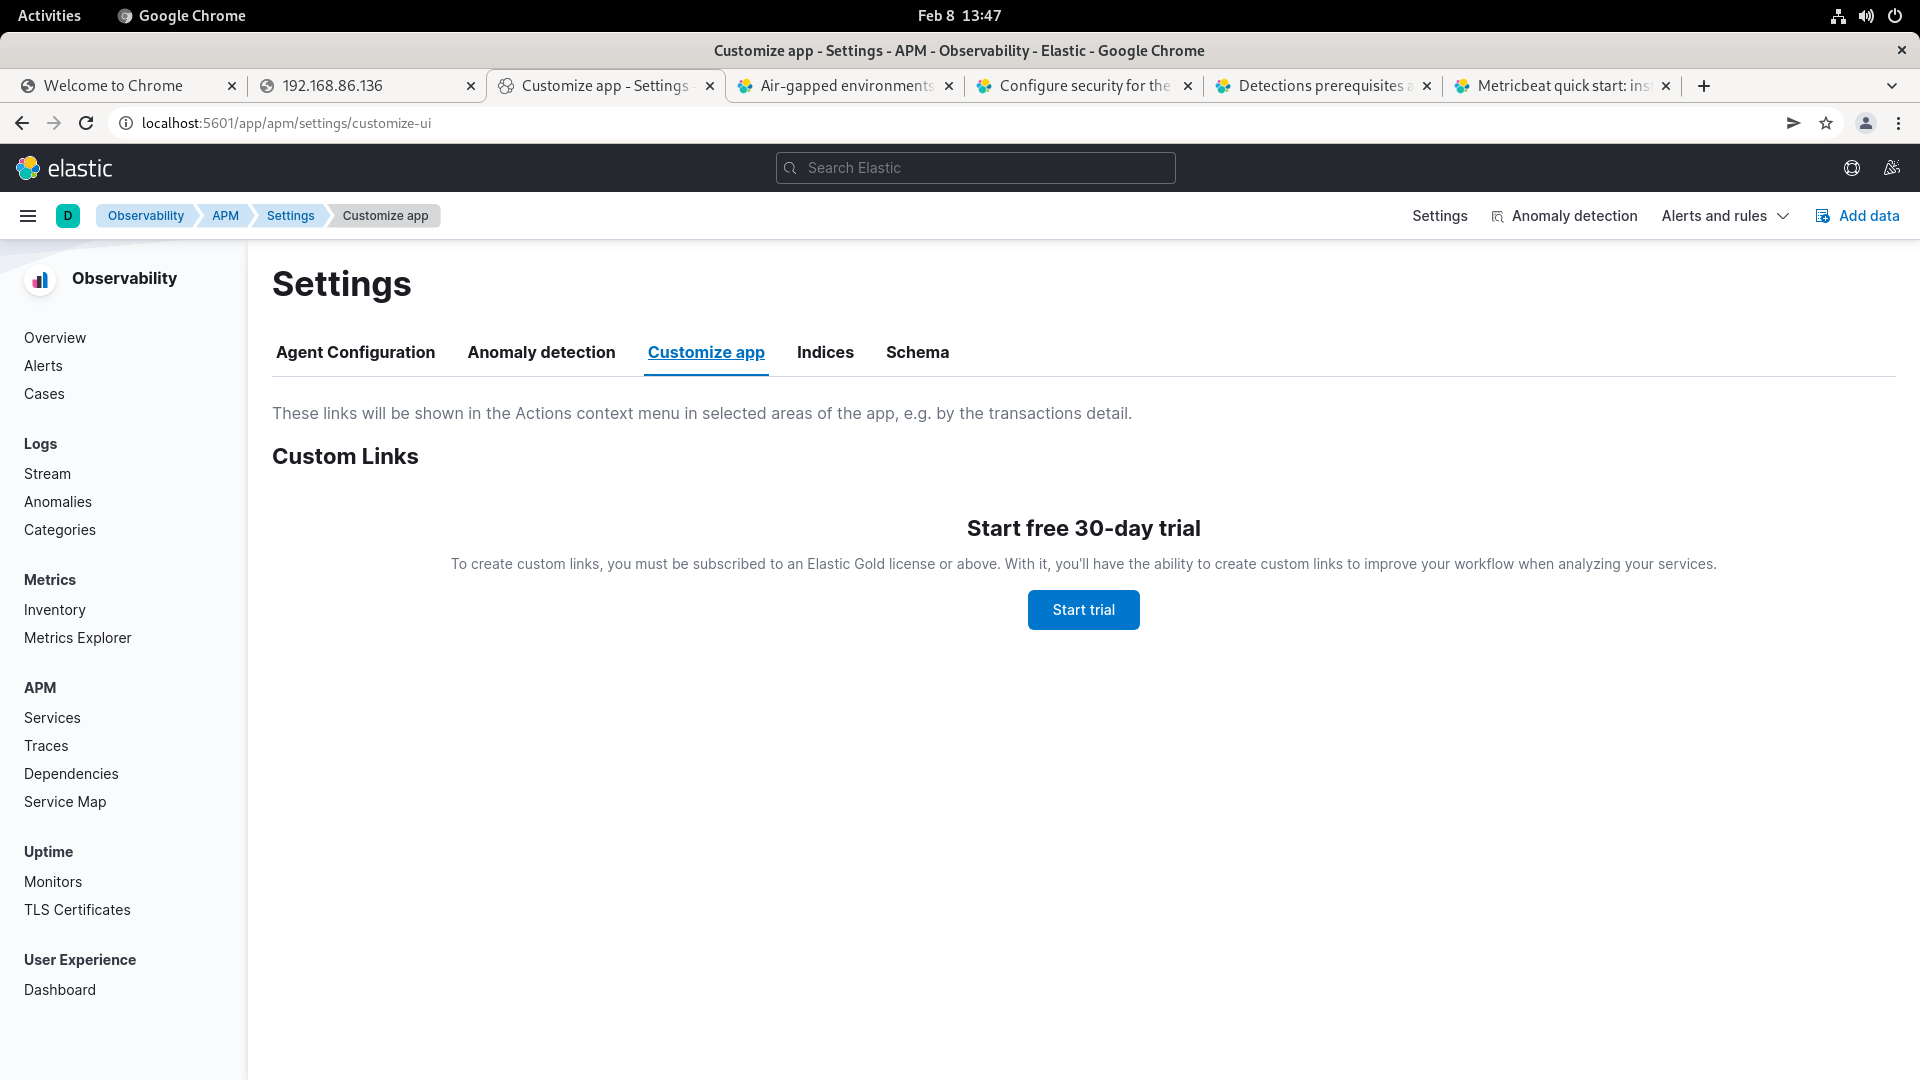 Activities
Google Chrome
Feb 8 13:47
Customize app - Settings - APM - Observability - Elastic - Google Chrome
Welcome to Chrome
192.168.86.136
Customize app - Settings -
Air-gapped environments
Configure security for the
Detections prerequisites a
Metricbeat quick start: ins
localhost:5601/app/apm/settings/customize-ui
elastic
Search Elastic
D
Observability
APM
Settings
Customize app
Settings
Anomaly detection
Alerts and rules
Add data
Observability
Overview
Alerts
Cases
Logs
Stream
Anomalies
Categories
Metrics
Inventory
Metrics Explorer
APM
Services
Traces
Dependencies
Service Map
Uptime
Monitors
TLS Certificates
User Experience
Dashboard
Settings
Agent Configuration
Anomaly detection
Customize app
Indices
Schema
These links will be shown in the Actions context menu in selected areas of the app, e.g. by the transactions detail.
Custom Links
Start free 30-day trial
To create custom links, you must be subscribed to an Elastic Gold license or above. With it, you'll have the ability to create custom links to improve your workflow when analyzing your services.
Start trial